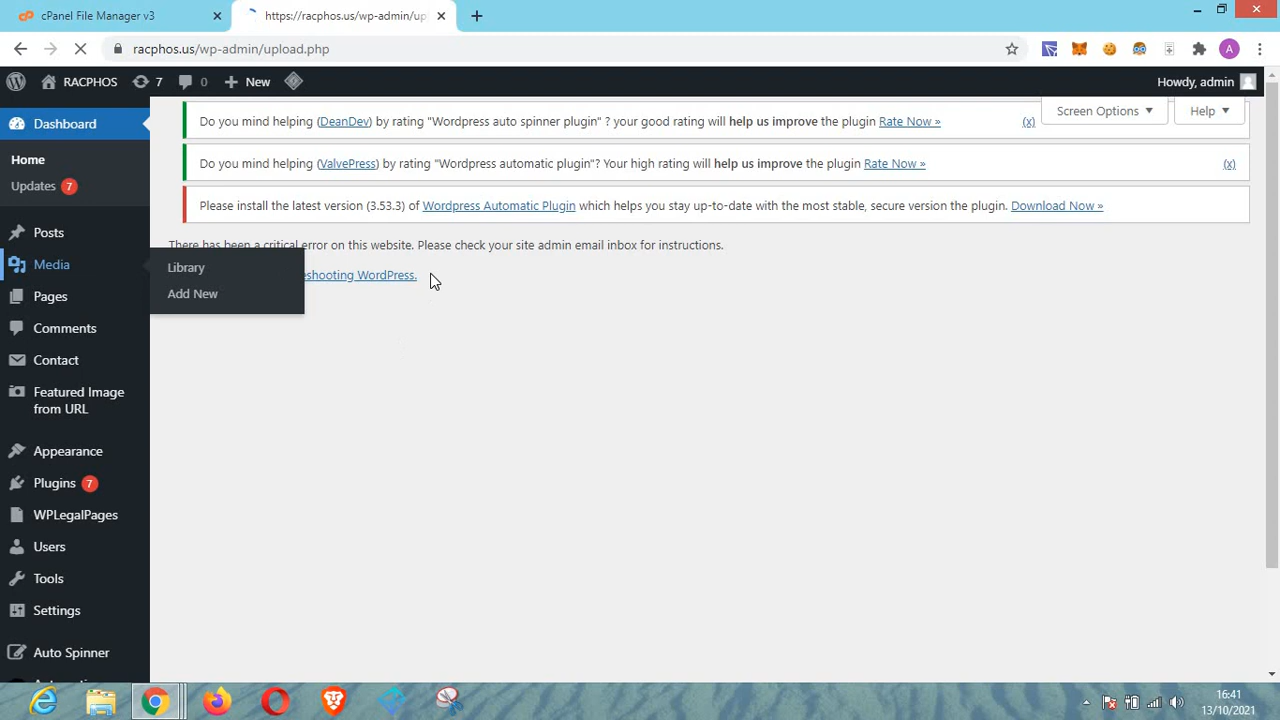 cPanel File Manager v3
https://racphos.us/wp-admin/up
racphos.us/wp-admin/upload.php
A
RACPHOS
7
0
New
Howdy, admin
Dashboard
Home
Updates 7
Posts
Media
Library
Add New
Pages
Comments
Contact
Featured Image
from URL
Appearance
Plugins 7
WPLegalPages
Users
Tools
Settings
Auto Spinner
Screen Options
Help
Do you mind helping (DeanDev) by rating "Wordpress auto spinner plugin" ? your good rating will help us improve the plugin Rate Now » (x)
Do you mind helping (ValvePress) by rating "Wordpress automatic plugin"? Your high rating will help us improve the plugin Rate Now » (x)
Please install the latest version (3.53.3) of Wordpress Automatic Plugin which helps you stay up-to-date with the most stable, secure version the plugin. Download Now »
There has been a critical error on this website. Please check your site admin email inbox for instructions.
eshooting WordPress.
16:41
13/10/2021